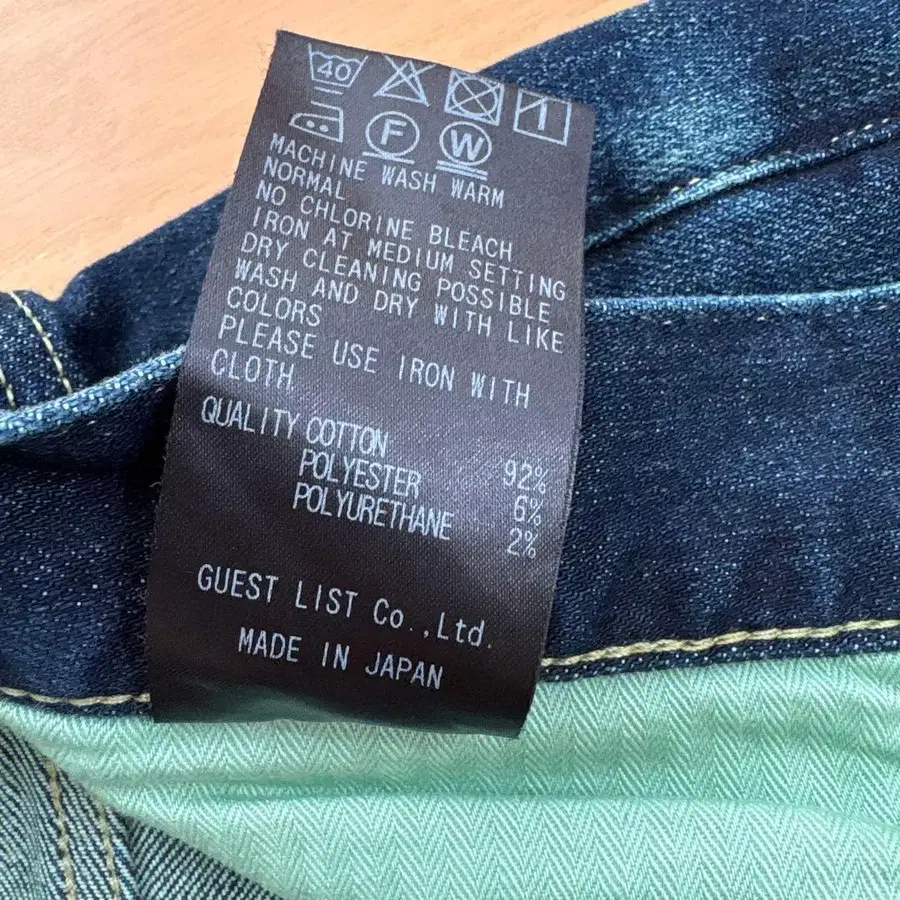 40
F W
MACHINE WASH WARM
NORMAL
NO CHLORINE BLEACH
IRON AT MEDIUM SETTING
DRY CLEANING POSSIBLE
WASH AND DRY WITH LIKE
COLORS
PLEASE USE IRON WITH
CLOTH
QUALITY COTTON 92%
POLYESTER 6%
POLYURETHANE 2%
GUEST LIST Co.,Ltd.
MADE IN JAPAN